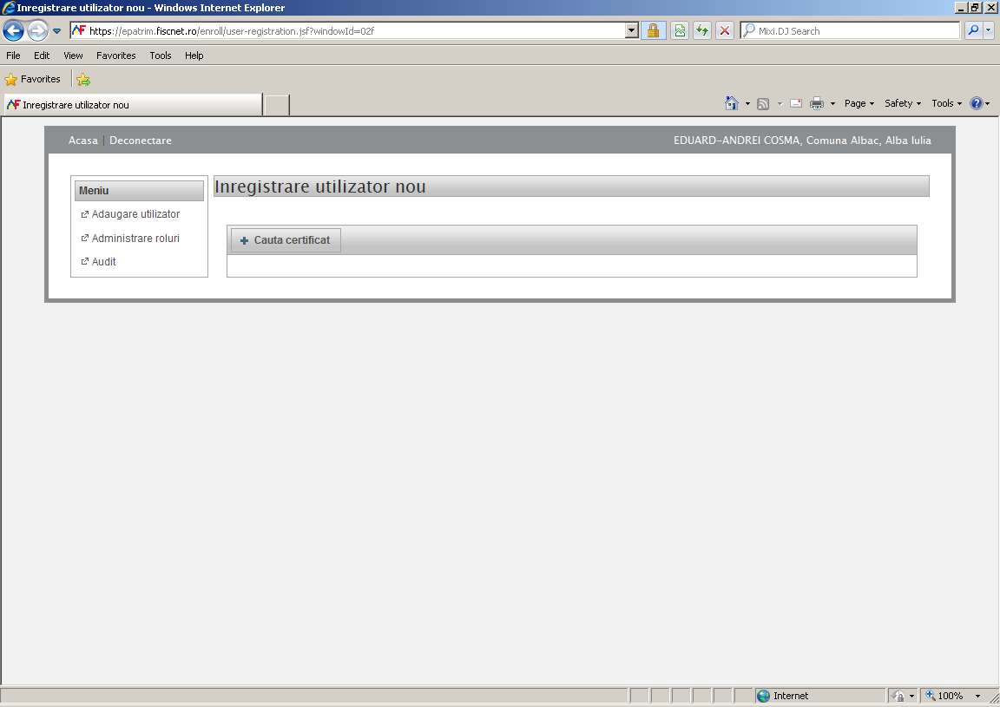 Inregistrare utilizator nou - Windows Internet Explorer
https://epatrim.fiscnet.ro/enroll/user-registration.jsf?windowId=02f
Mixi.DJ Search
File Edit View Favorites Tools Help
Favorites
Inregistrare utilizator nou
Page Safety Tools
Acasa | Deconectare
EDUARD-ANDREI COSMA, Comuna Albac, Alba Iulia
Meniu
Adaugare utilizator
Administrare roluri
Audit
Inregistrare utilizator nou
Cauta certificat
Internet
100%